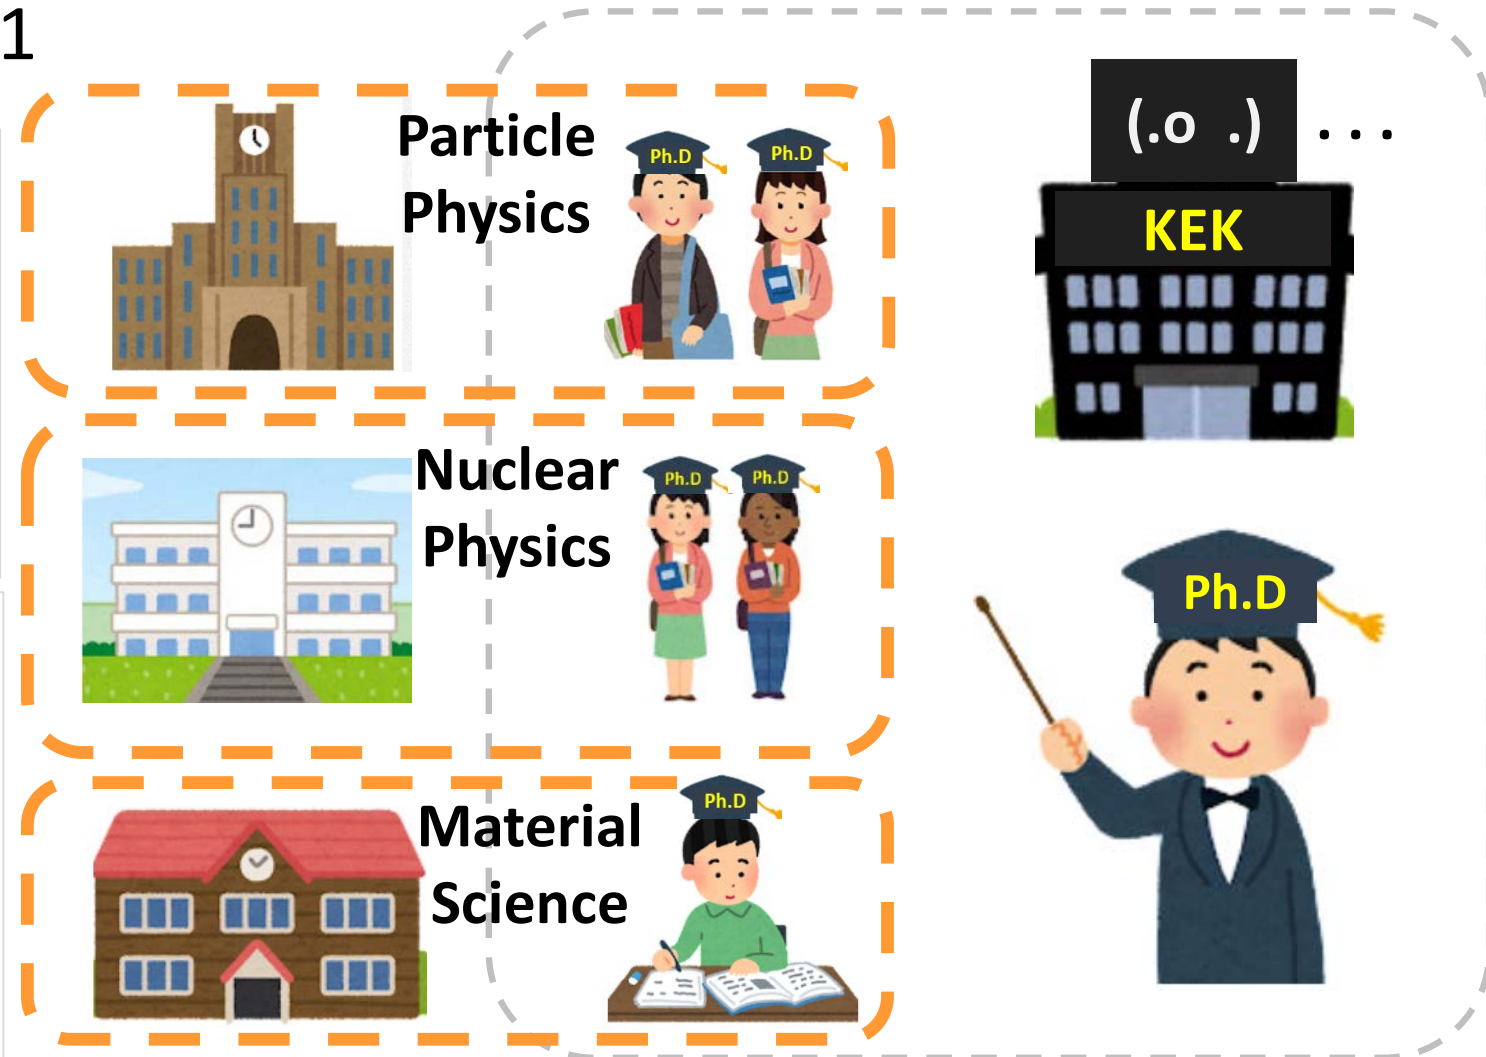 1
Particle
Physics
Ph.D
Ph.D
(.o .)
. . .
KEK
Nuclear
Physics
Ph.D
Ph.D
Ph.D
Material
Science
Ph.D